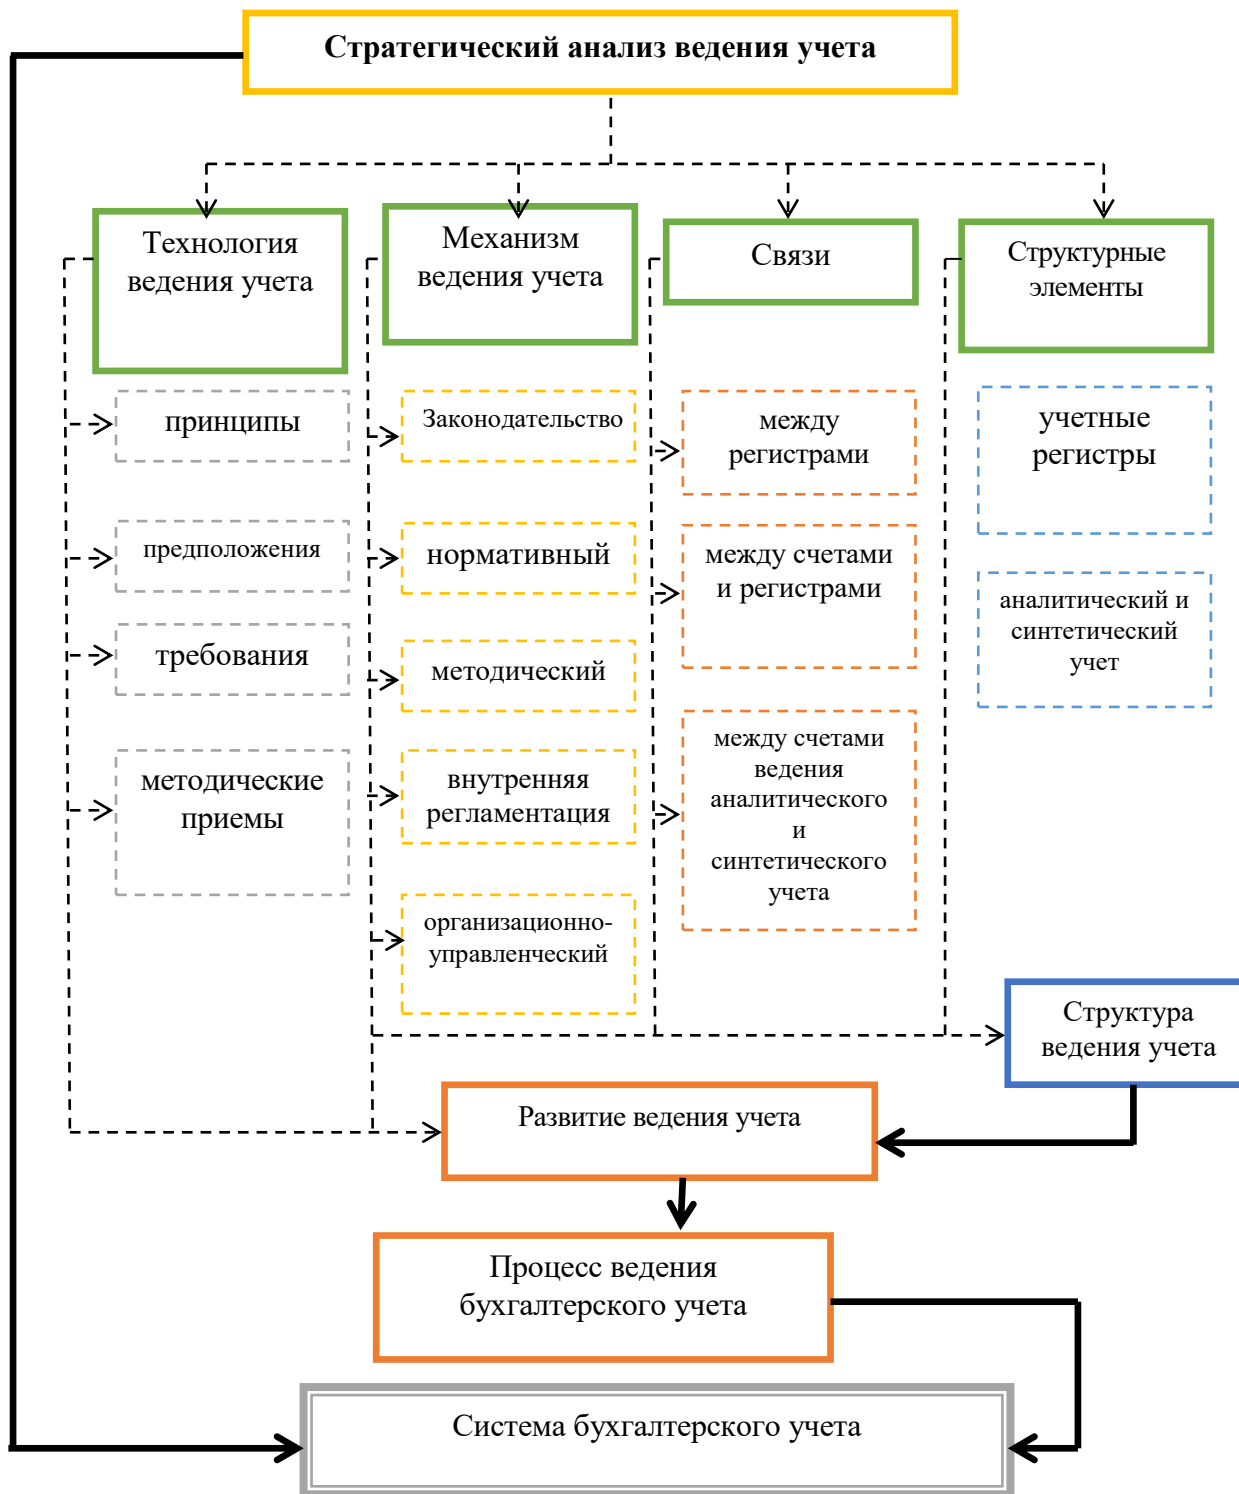 Стратегический анализ ведения учета
Технология
ведения учета
Механизм
ведения учета
Связи
Структурные
элементы
принципы
предположения
требования
методические
приемы
Законодательство
нормативный
методический
внутренняя
регламентация
организационно-
управленческий
между
регистрами
между счетами
и регистрами
между счетами
ведения
аналитического
и
синтетического
учета
учетные
регистры
аналитический и
синтетический
учет
Структура
ведения учета
Развитие ведения учета
Процесс ведения
бухгалтерского учета
Система бухгалтерского учета